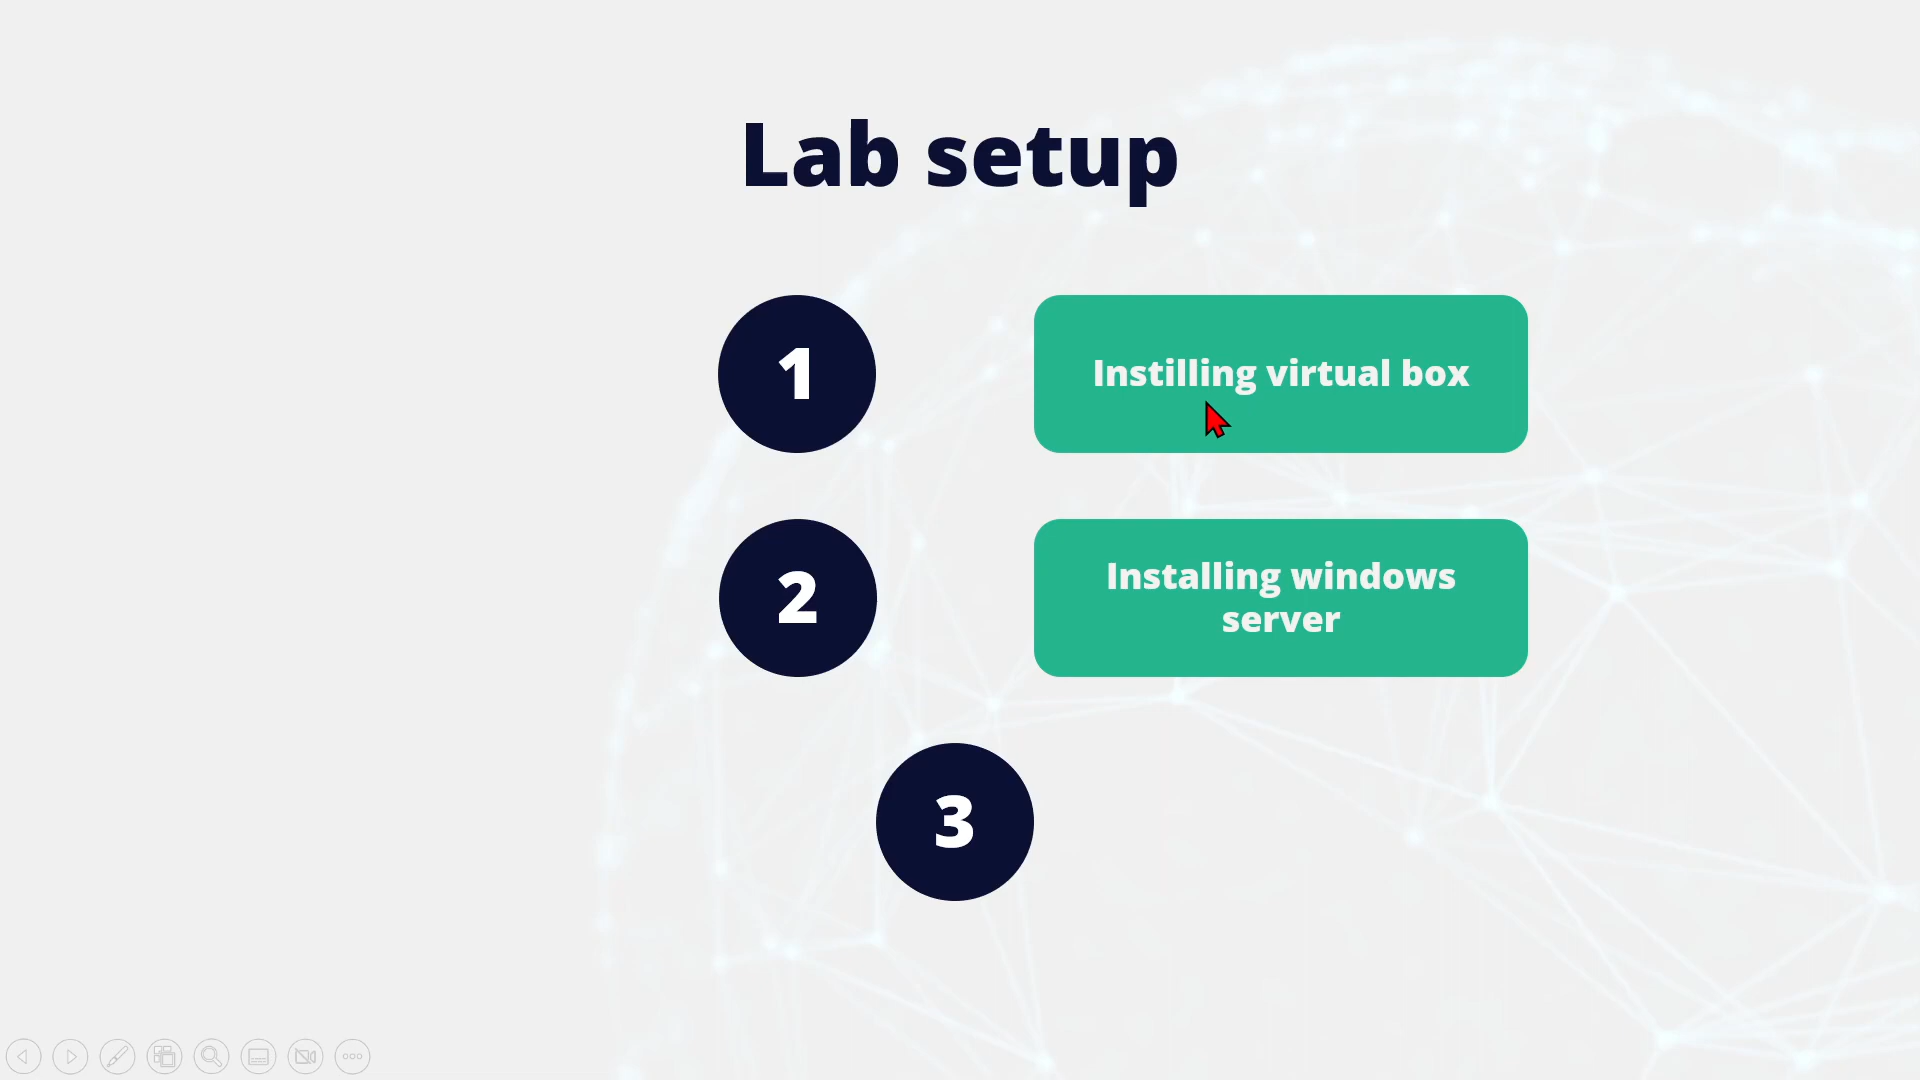 Lab setup
1
Instilling virtual box
2
Installing windows
server
3